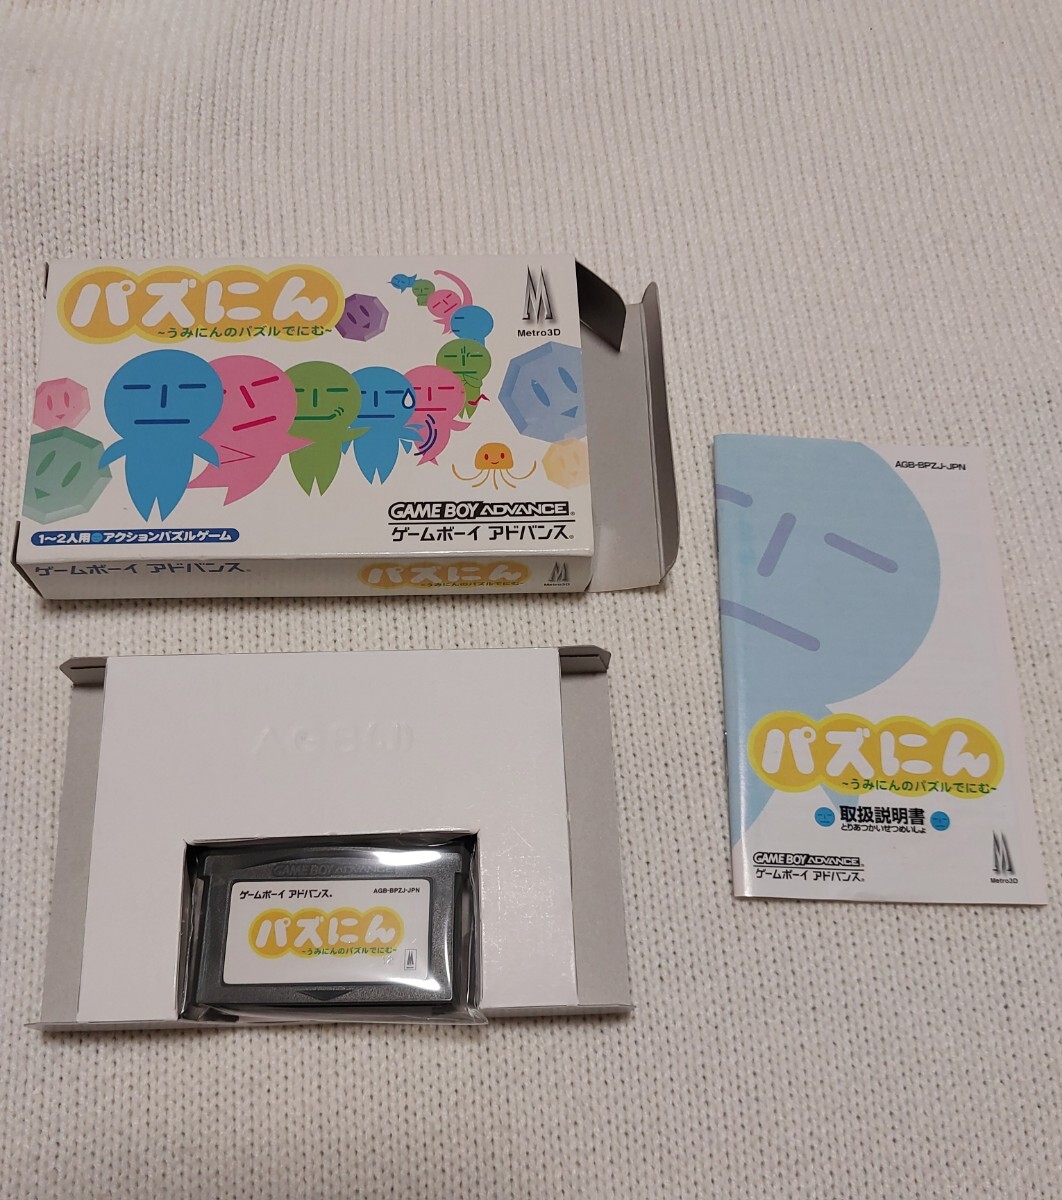 パズにん
~うみにんのパズルでにむ~
Metro3D
GAME BOY ADVANCE
ゲームボーイ アドバンス®
1~2人用 アクションパズルゲーム
ゲームボーイ アドバンス®
パズにん
~うみにんのパズルでにむ~
Metro3D
AGB-BPZJ-JPN
パズにん
~うみにんのパズルでにむ~
取扱説明書
とりあつかいせつめいしょ
GAME BOY ADVANCE
ゲームボーイ アドバンス®
Metro3D
GAME BOY ADVANCE
ゲームボーイ アドバンス®
AGB-BPZJ-JPN
パズにん
~うみにんのパズルでにむ~